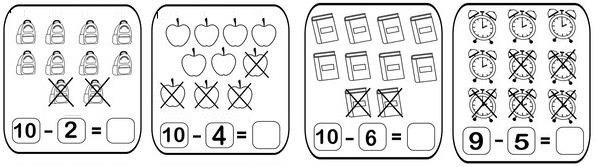 10 - 2 =
10 - 4 =
10 - 6 =
9 - 5 =